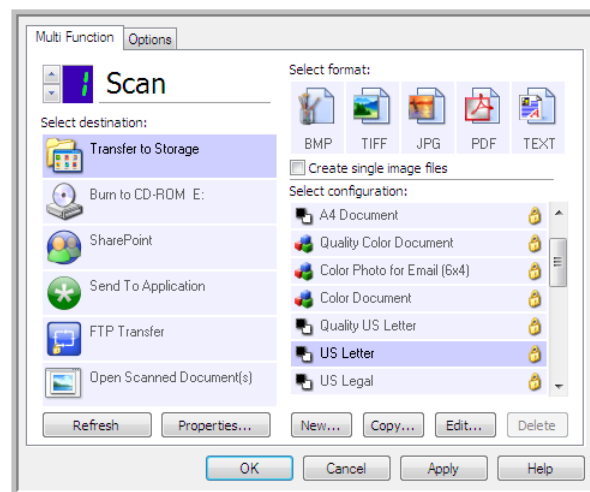 Multi Function
Options
1
Scan
Select destination:
Transfer to Storage
Burn to CD-ROM E:
SharePoint
Send To Application
FTP Transfer
Open Scanned Document(s)
Refresh
Properties...
Select format:
BMP
TIFF
JPG
PDF
TEXT
Create single image files
Select configuration:
A4 Document
Quality Color Document
Color Photo for Email (6x4)
Color Document
Quality US Letter
US Letter
US Legal
New...
Copy...
Edit...
Delete
OK
Cancel
Apply
Help